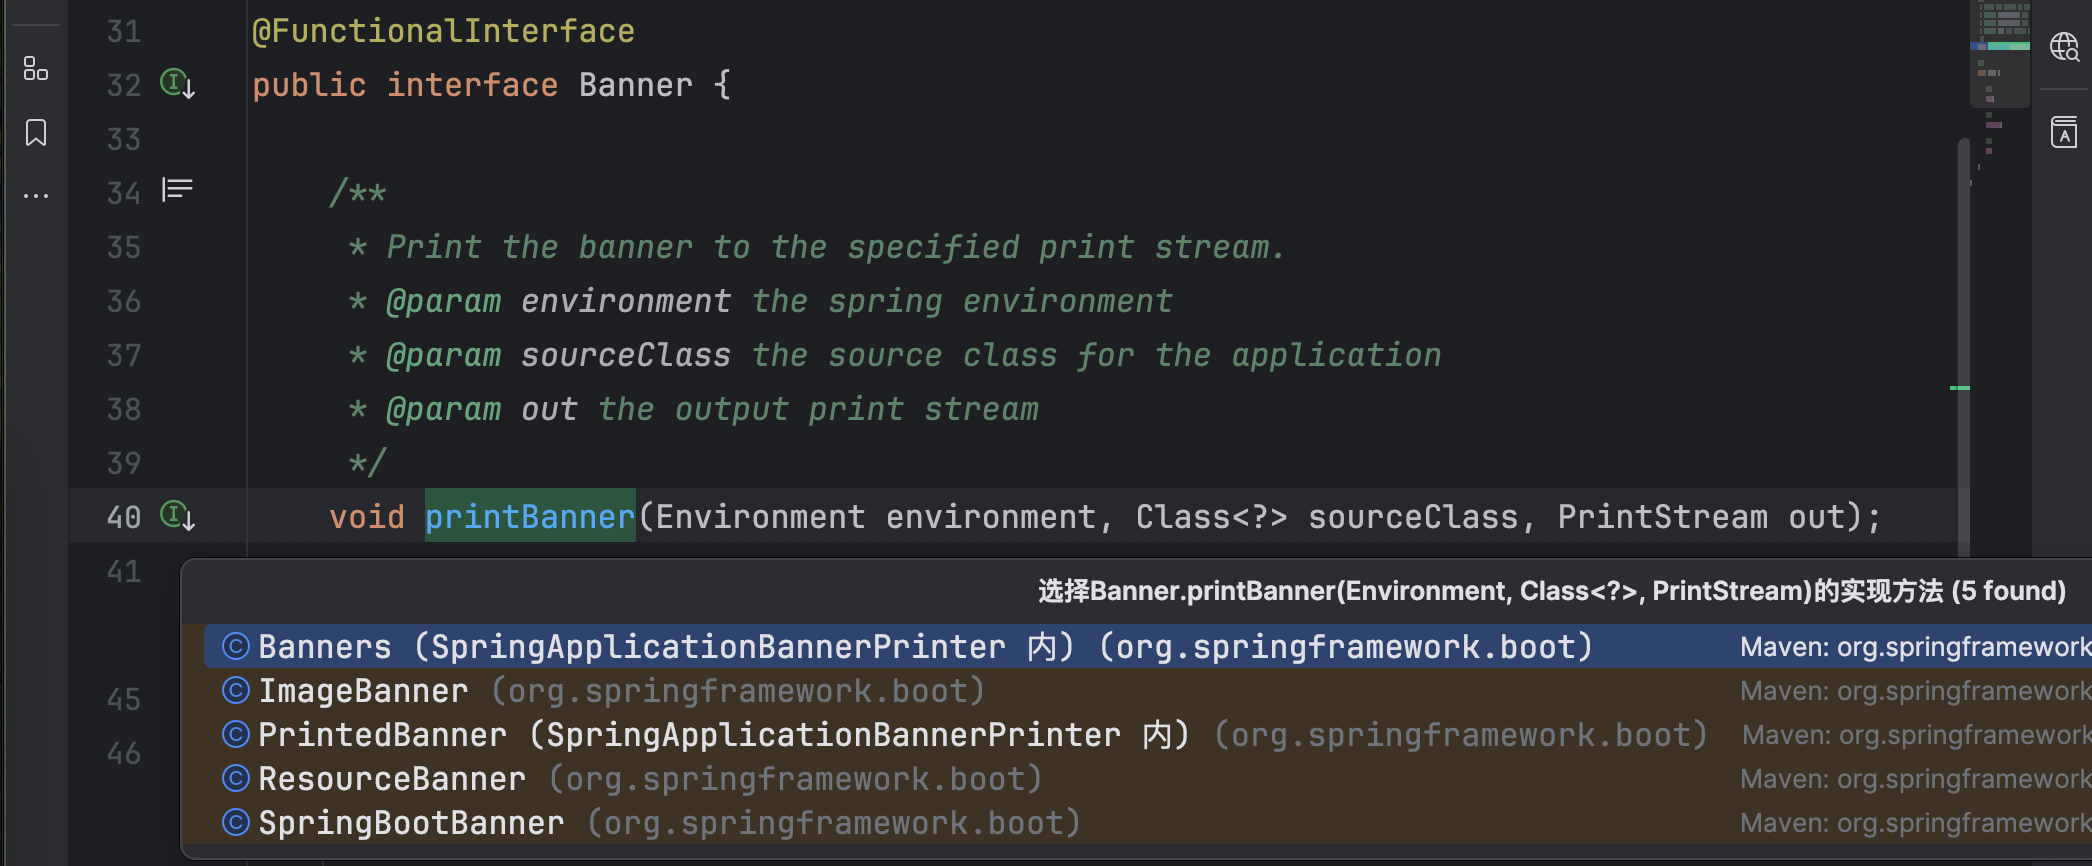 31 @FunctionalInterface
32 public interface Banner {
33
34 /**
35 * Print the banner to the specified print stream.
36 * @param environment the spring environment
37 * @param sourceClass the source class for the application
38 * @param out the output print stream
39 */
40 void printBanner(Environment environment, Class<?> sourceClass, PrintStream out);
41
选择Banner.printBanner(Environment, Class<?>, PrintStream)的实现方法 (5 found)
Banners (SpringApplicationBannerPrinter 内) (org.springframework.boot) Maven: org.springframework
ImageBanner (org.springframework.boot) Maven: org.springframework
45
PrintedBanner (SpringApplicationBannerPrinter 内) (org.springframework.boot) Maven: org.springframework
46
ResourceBanner (org.springframework.boot) Maven: org.springframework
SpringBootBanner (org.springframework.boot) Maven: org.springframework